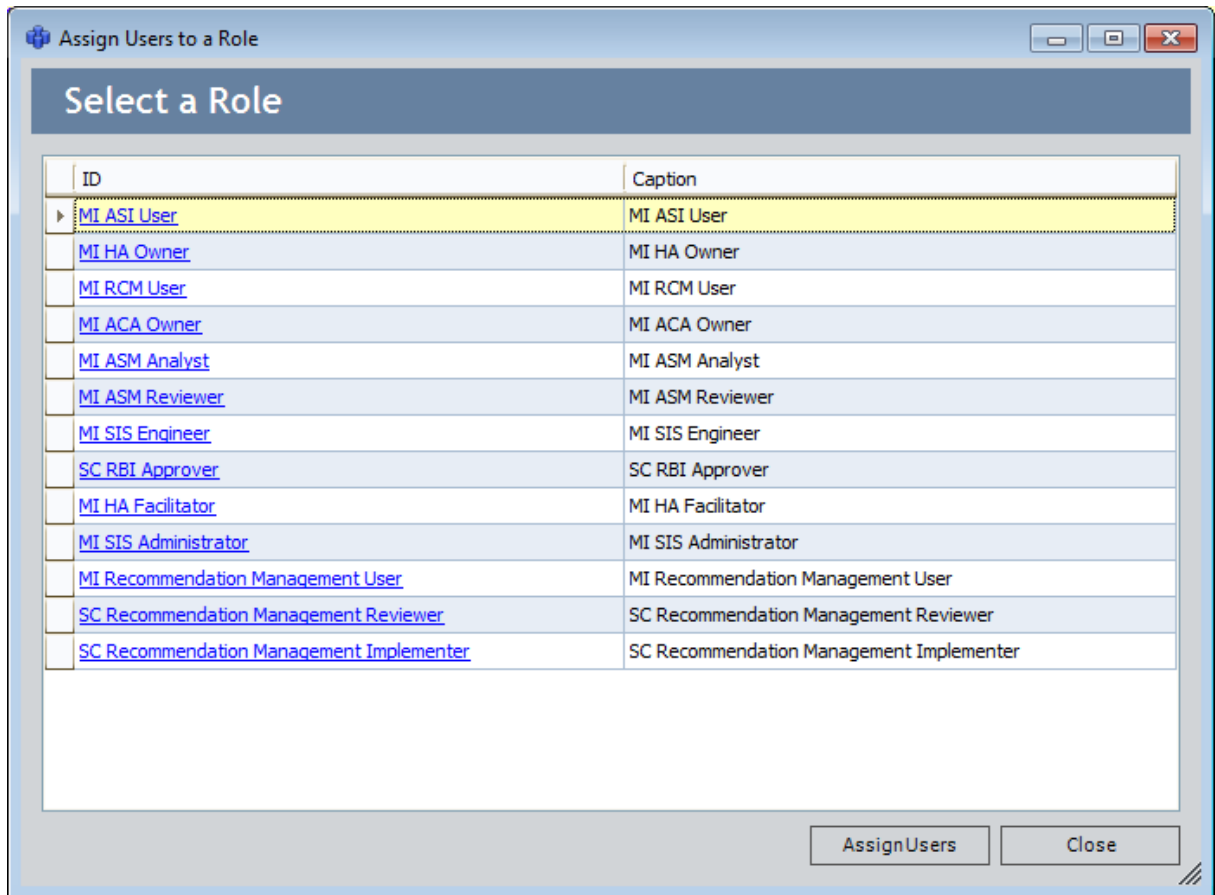 Assign Users to a Role
Select a Role
ID Caption
MI ASI User MI ASI User
MI HA Owner MI HA Owner
MI RCM User MI RCM User
MI ACA Owner MI ACA Owner
MI ASM Analyst MI ASM Analyst
MI ASM Reviewer MI ASM Reviewer
MI SIS Engineer MI SIS Engineer
SC RBI Approver SC RBI Approver
MI HA Facilitator MI HA Facilitator
MI SIS Administrator MI SIS Administrator
MI Recommendation Management User MI Recommendation Management User
SC Recommendation Management Reviewer SC Recommendation Management Reviewer
SC Recommendation Management Implementer SC Recommendation Management Implementer
AssignUsers Close